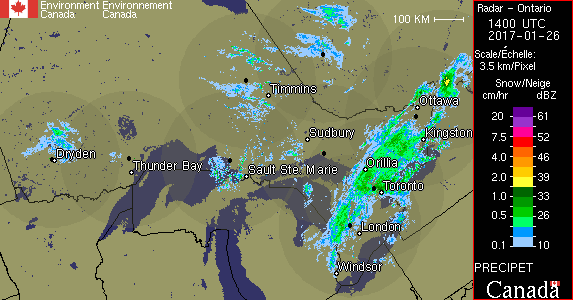 Environment Environnement
Canada Canada
100 KM
Timmins
Ottawa
Sudbury
Kingston
Dryden
Thunder Bay
Sault Ste. Marie
Orillia
Toronto
London
Windsor
Radar - Ontario
1400 UTC
2017-01-26
Scale/Échelle:
3.5 km/Pixel
Snow/Neige
cm/hr dBZ
20 61
7.5 52
4.0 46
2.0 39
1.0 33
0.5 26
0.1 10
PRECIPET
Canada